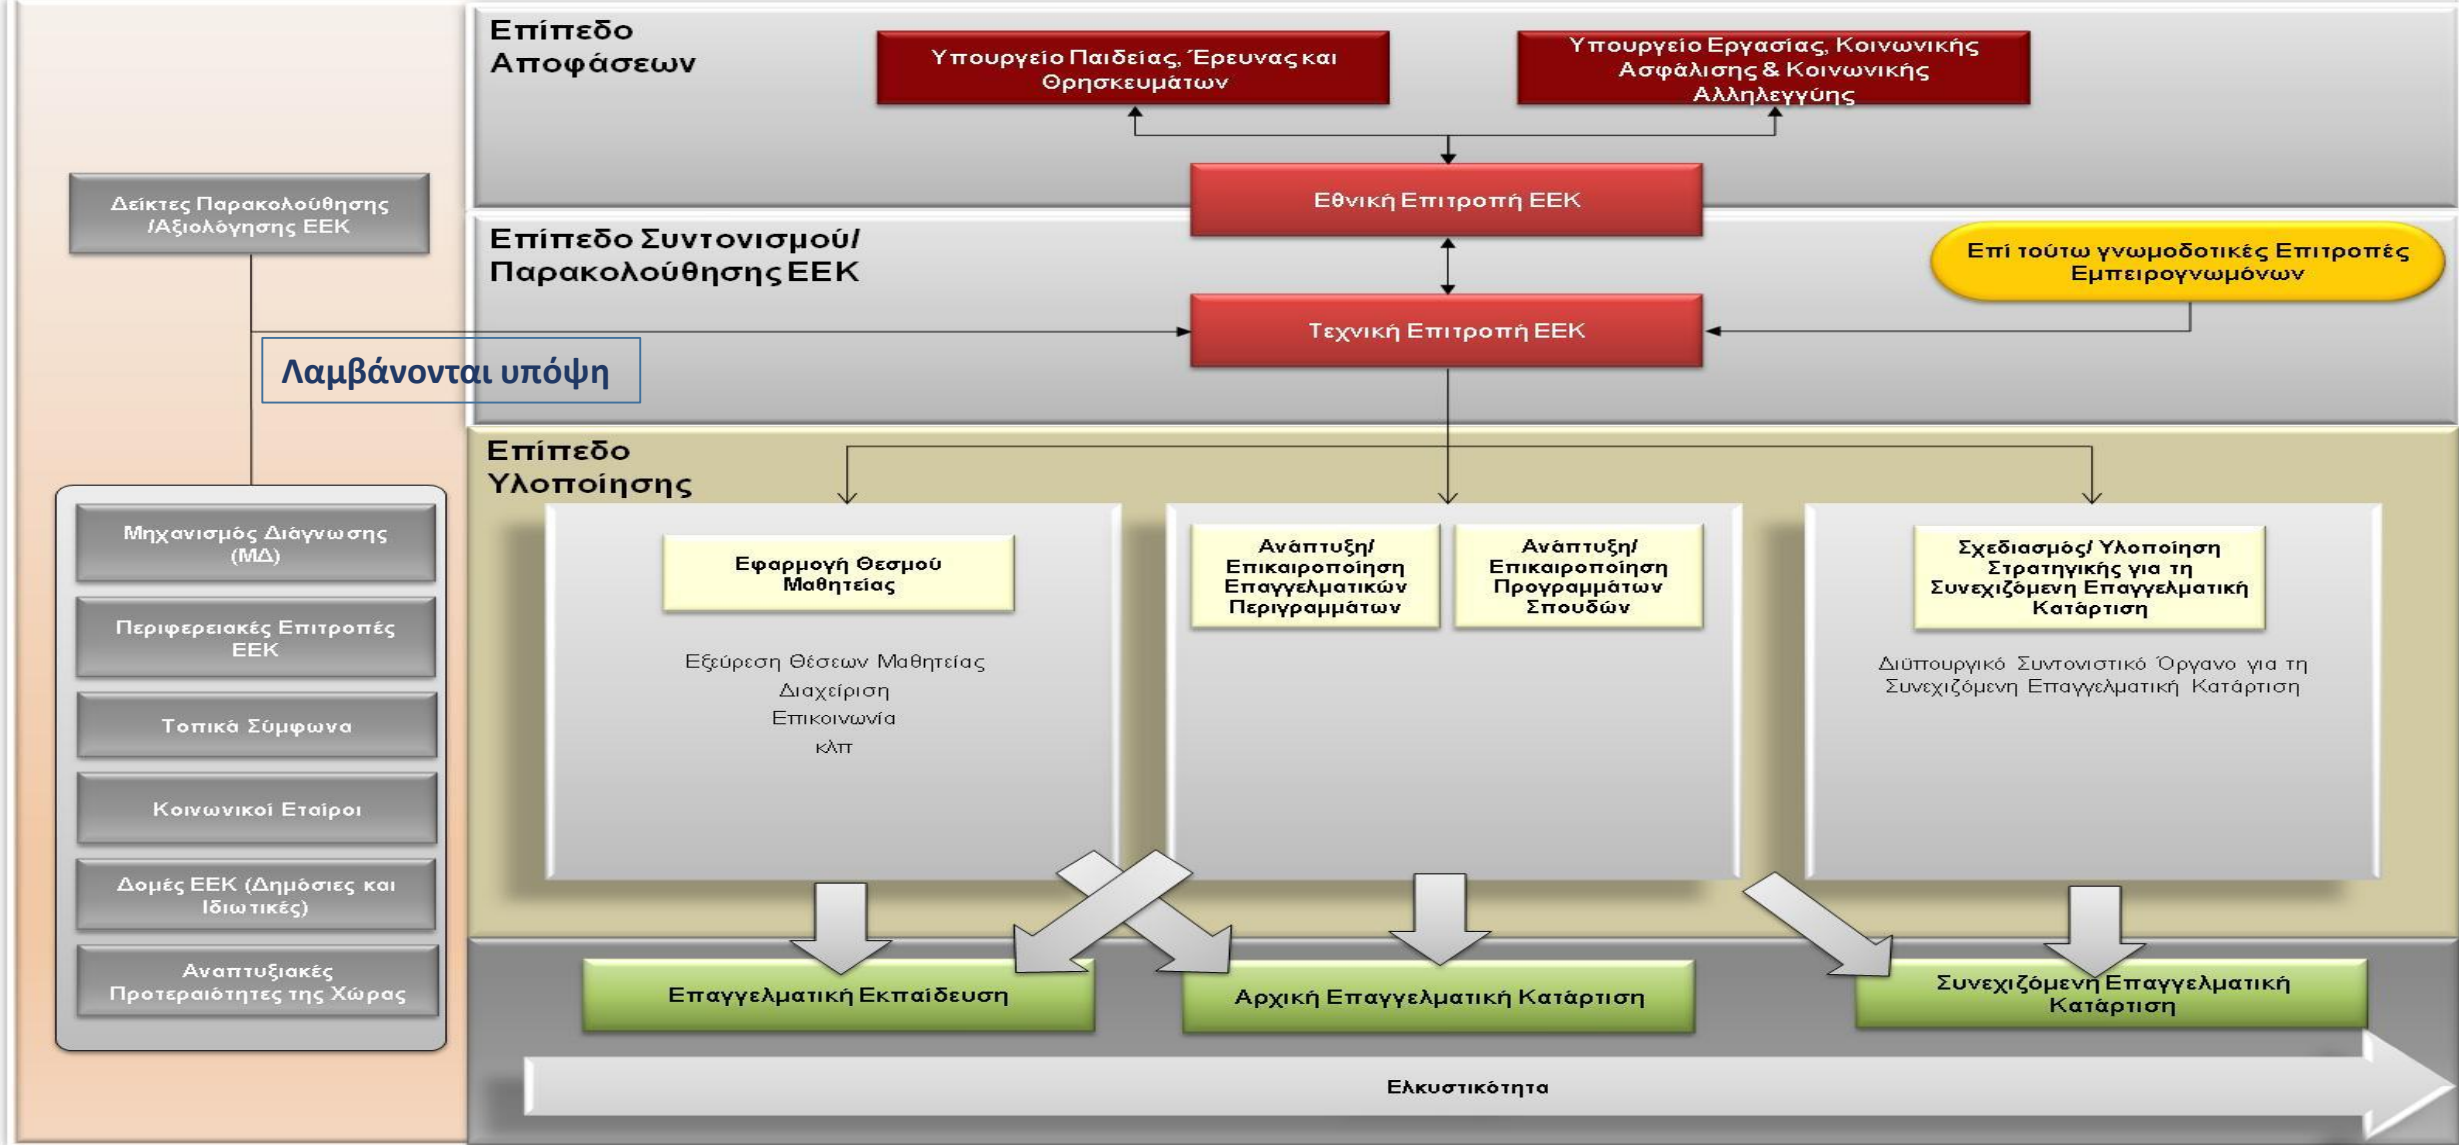 Επίπεδο
Αποφάσεων
Υπουργείο Παιδείας, Έρευνας και
Θρησκευμάτων
Υπουργείο Εργασίας, Κοινωνικής
Ασφάλισης & Κοινωνικής
Αλληλεγγύης
Εθνική Επιτροπή ΕΕΚ
Δείκτες Παρακολούθησης
/Αξιολόγησης ΕΕΚ
Επίπεδο Συντονισμού/
Παρακολούθησης ΕΕΚ
Επί τούτω γνωμοδοτικές Επιτροπές
Εμπειρογνωμόνων
Τεχνική Επιτροπή ΕΕΚ
Λαμβάνονται υπόψη
Μηχανισμός Διάγνωσης
(ΜΔ)
Περιφερειακές Επιτροπές
ΕΕΚ
Τοπικά Σύμφωνα
Κοινωνικοί Εταίροι
Δομές ΕΕΚ (Δημόσιες και
Ιδιωτικές)
Αναπτυξιακές
Προτεραιότητες της Χώρας
Επίπεδο
Υλοποίησης
Εφαρμογή Θεσμού
Μαθητείας
Εξεύρεση Θέσεων Μαθητείας
Διαχείριση
Επικοινωνία
κλπ
Ανάπτυξη/
Επικαιροποίηση
Επαγγελματικών
Περιγραμμάτων
Ανάπτυξη/
Επικαιροποίηση
Προγραμμάτων
Σπουδών
Σχεδιασμός/ Υλοποίηση
Στρατηγικής για τη
Συνεχιζόμενη Επαγγελματική
Κατάρτιση
Διϋπουργικό Συντονιστικό Όργανο για τη
Συνεχιζόμενη Επαγγελματική Κατάρτιση
Επαγγελματική Εκπαίδευση
Αρχική Επαγγελματική Κατάρτιση
Συνεχιζόμενη Επαγγελματική
Κατάρτιση
Ελκυστικότητα